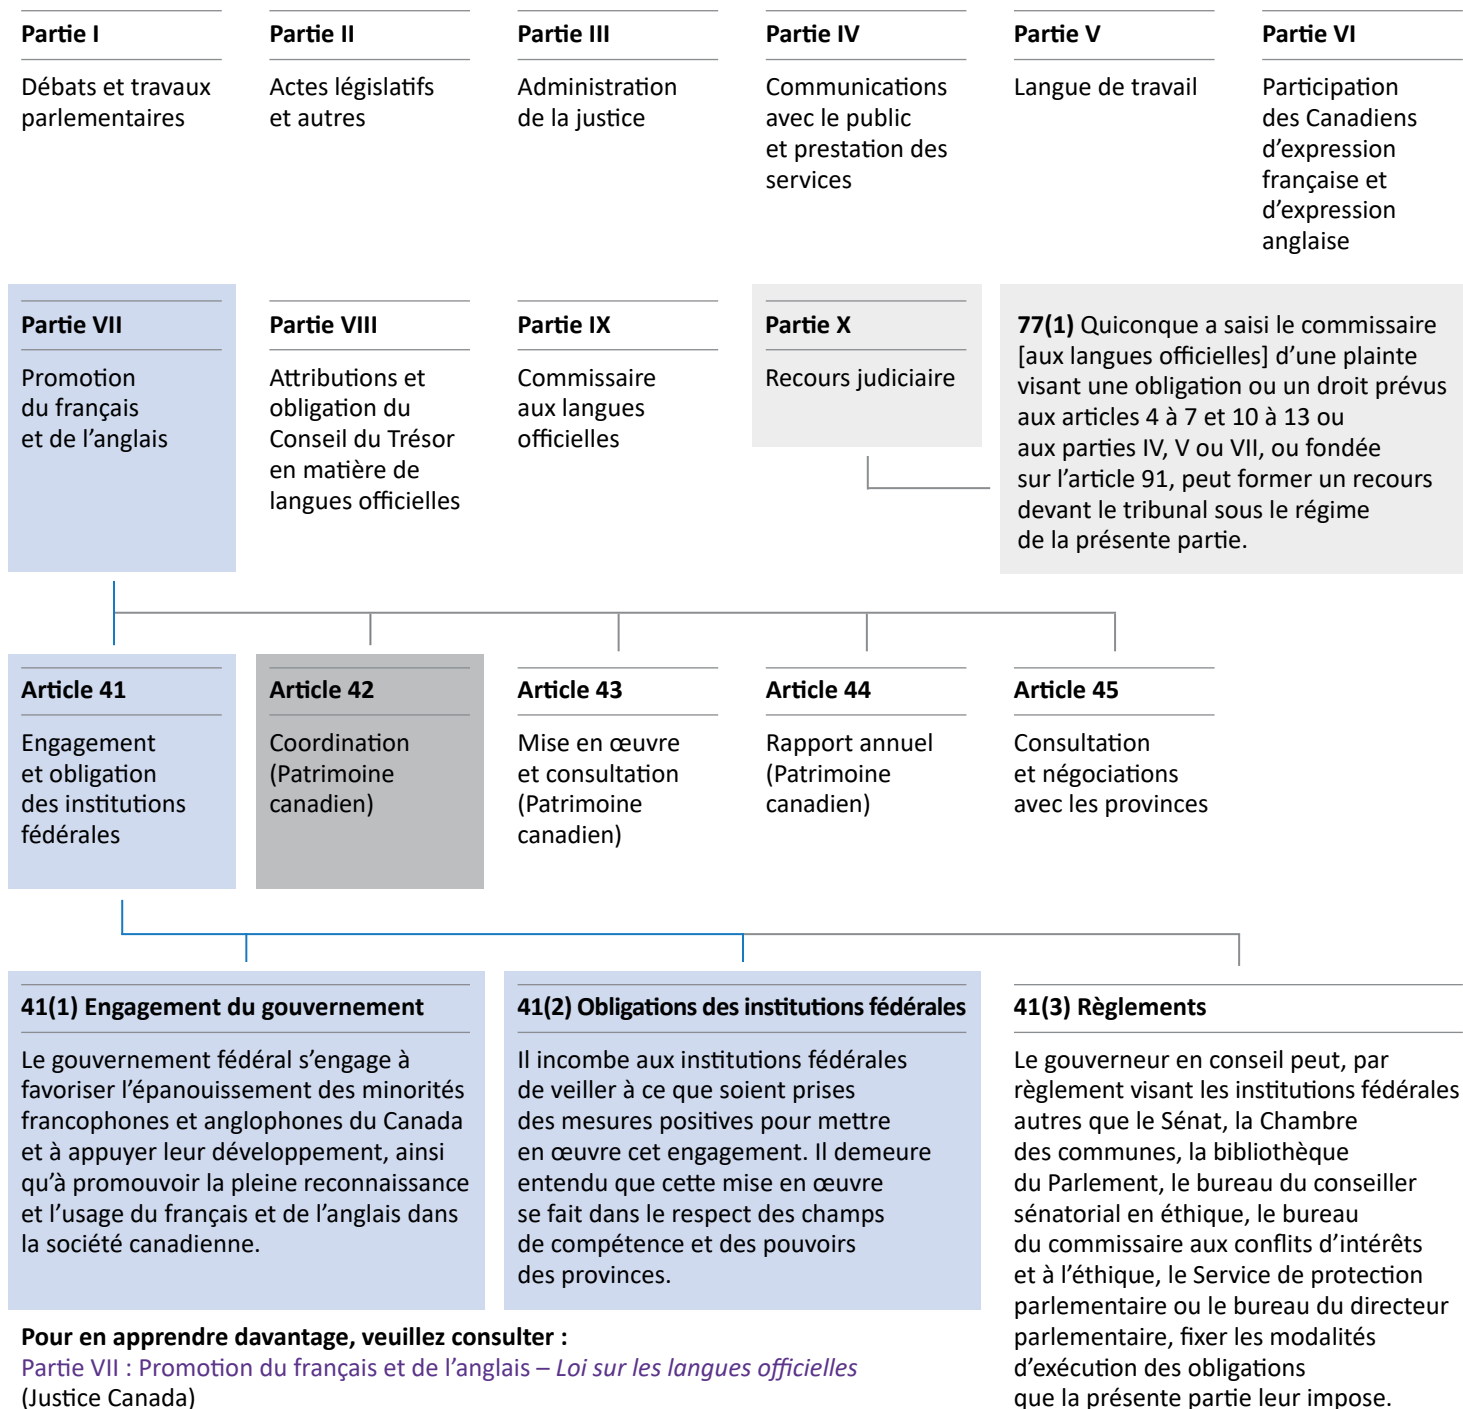 Partie I
Débats et travaux
parlementaires
Partie II
Actes législatifs
et autres
Partie III
Administration
de la justice
Partie IV
Communications
avec le public
et prestation des
services
Partie V
Langue de travail
Partie VI
Participation
des Canadiens
d’expression
française et
d’expression
anglaise
Partie VII
Promotion
du français
et de l’anglais
Partie VIII
Attributions et
obligation du
Conseil du Trésor
en matière de
langues officielles
Partie IX
Commissaire
aux langues
officielles
Partie X
Recours judiciaire
77(1) Quiconque a saisi le commissaire
[aux langues officielles] d’une plainte
visant une obligation ou un droit prévus
aux articles 4 à 7 et 10 à 13 ou
aux parties IV, V ou VII, ou fondée
sur l’article 91, peut former un recours
devant le tribunal sous le régime
de la présente partie.
Article 41
Engagement
et obligation
des institutions
fédérales
Article 42
Coordination
(Patrimoine
canadien)
Article 43
Mise en œuvre
et consultation
(Patrimoine
canadien)
Article 44
Rapport annuel
(Patrimoine
canadien)
Article 45
Consultation
et négociations
avec les provinces
41(1) Engagement du gouvernement
Le gouvernement fédéral s’engage à
favoriser l’épanouissement des minorités
francophones et anglophones du Canada
et à appuyer leur développement, ainsi
qu’à promouvoir la pleine reconnaissance
et l’usage du français et de l’anglais dans
la société canadienne.
41(2) Obligations des institutions fédérales
Il incombe aux institutions fédérales
de veiller à ce que soient prises
des mesures positives pour mettre
en œuvre cet engagement. Il demeure
entendu que cette mise en œuvre
se fait dans le respect des champs
de compétence et des pouvoirs
des provinces.
41(3) Règlements
Le gouverneur en conseil peut, par
règlement visant les institutions fédérales
autres que le Sénat, la Chambre
des communes, la bibliothèque
du Parlement, le bureau du conseiller
sénatorial en éthique, le bureau
du commissaire aux conflits d’intérêts
et à l’éthique, le Service de protection
parlementaire ou le bureau du directeur
parlementaire, fixer les modalités
d’exécution des obligations
que la présente partie leur impose.
Pour en apprendre davantage, veuillez consulter :
Partie VII : Promotion du français et de l’anglais – Loi sur les langues officielles
(Justice Canada)